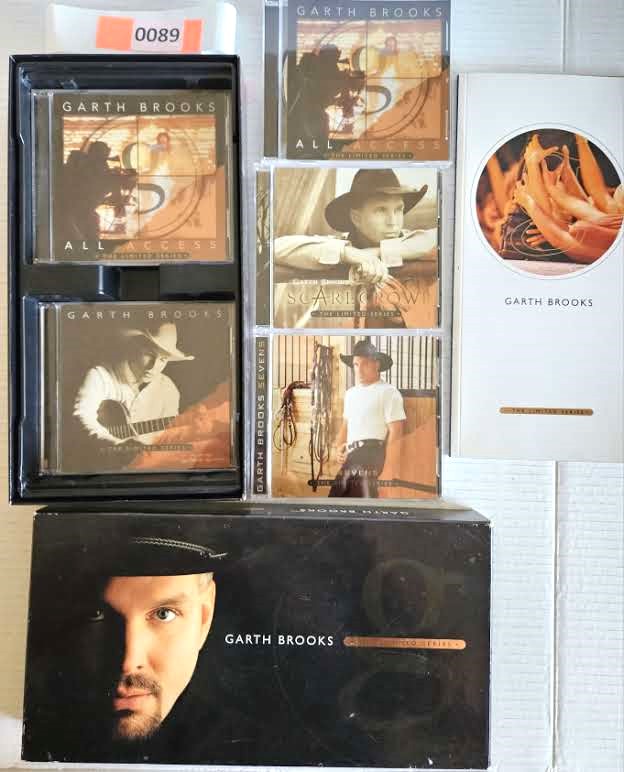 0089
GARTH BROOKS
ALL ACCESS
• THE LIMITED SERIES •
GARTH BROOKS
• THE LIMITED SERIES •
GARTH BROOKS
ALL ACCESS
• THE LIMITED SERIES •
GARTH BROOKS
SCARECROW
• THE LIMITED SERIES •
GARTH BROOKS SEVENS
SEVENS
• THE LIMITED SERIES •
GARTH BROOKS
• THE LIMITED SERIES •
GARTH BROOKS
GARTH BROOKS • THE LIMITED SERIES •